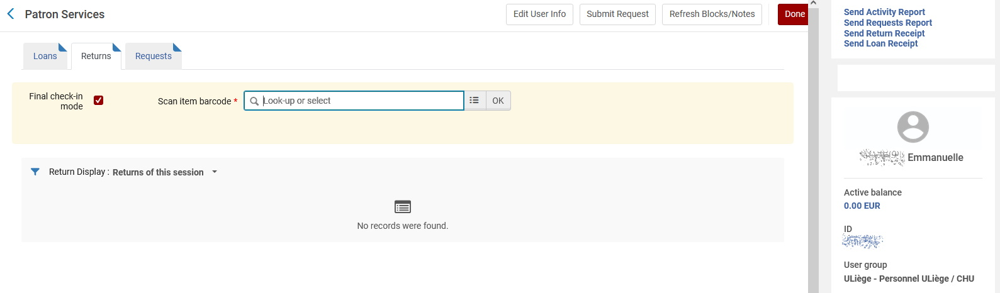 Patron Services
Edit User Info
Submit Request
Refresh Blocks/Notes
Done
Loans
Returns
Requests
Final check-in
mode
Scan item barcode *
Look-up or select
OK
Return Display : Returns of this session
No records were found.
Send Activity Report
Send Requests Report
Send Return Receipt
Send Loan Receipt
Emmanuelle
Active balance
0.00 EUR
ID
User group
ULiège - Personnel ULiège / CHU